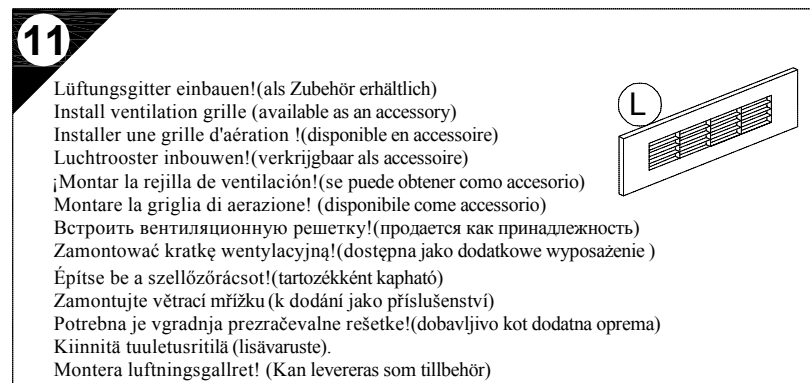 11
Lüftungsgitter einbauen!(als Zubehör erhältlich)
L
Install ventilation grille (available as an accessory)
Installer une grille d'aération !(disponible en accessoire)
Luchtrooster inbouwen!(verkrijgbaar als accessoire)
¡Montar la rejilla de ventilación!(se puede obtener como accesorio)
Montare la griglia di aerazione! (disponibile come accessorio)
Встроить вентиляционную решетку!(продается как принадлежность)
Zamontować kratkę wentylacyjną!(dostępna jako dodatkowe wyposażenie )
Építse be a szellőzőrácsot!(tartozékként kapható)
Zamontujte větrací mřížku (k dodání jako příslušenství)
Potrebna je vgradnja prezračevalne rešetke!(dobavljivo kot dodatna oprema)
Kiinnitä tuuletusritilä (lisävaruste).
Montera luftningsgallret! (Kan levereras som tillbehör)